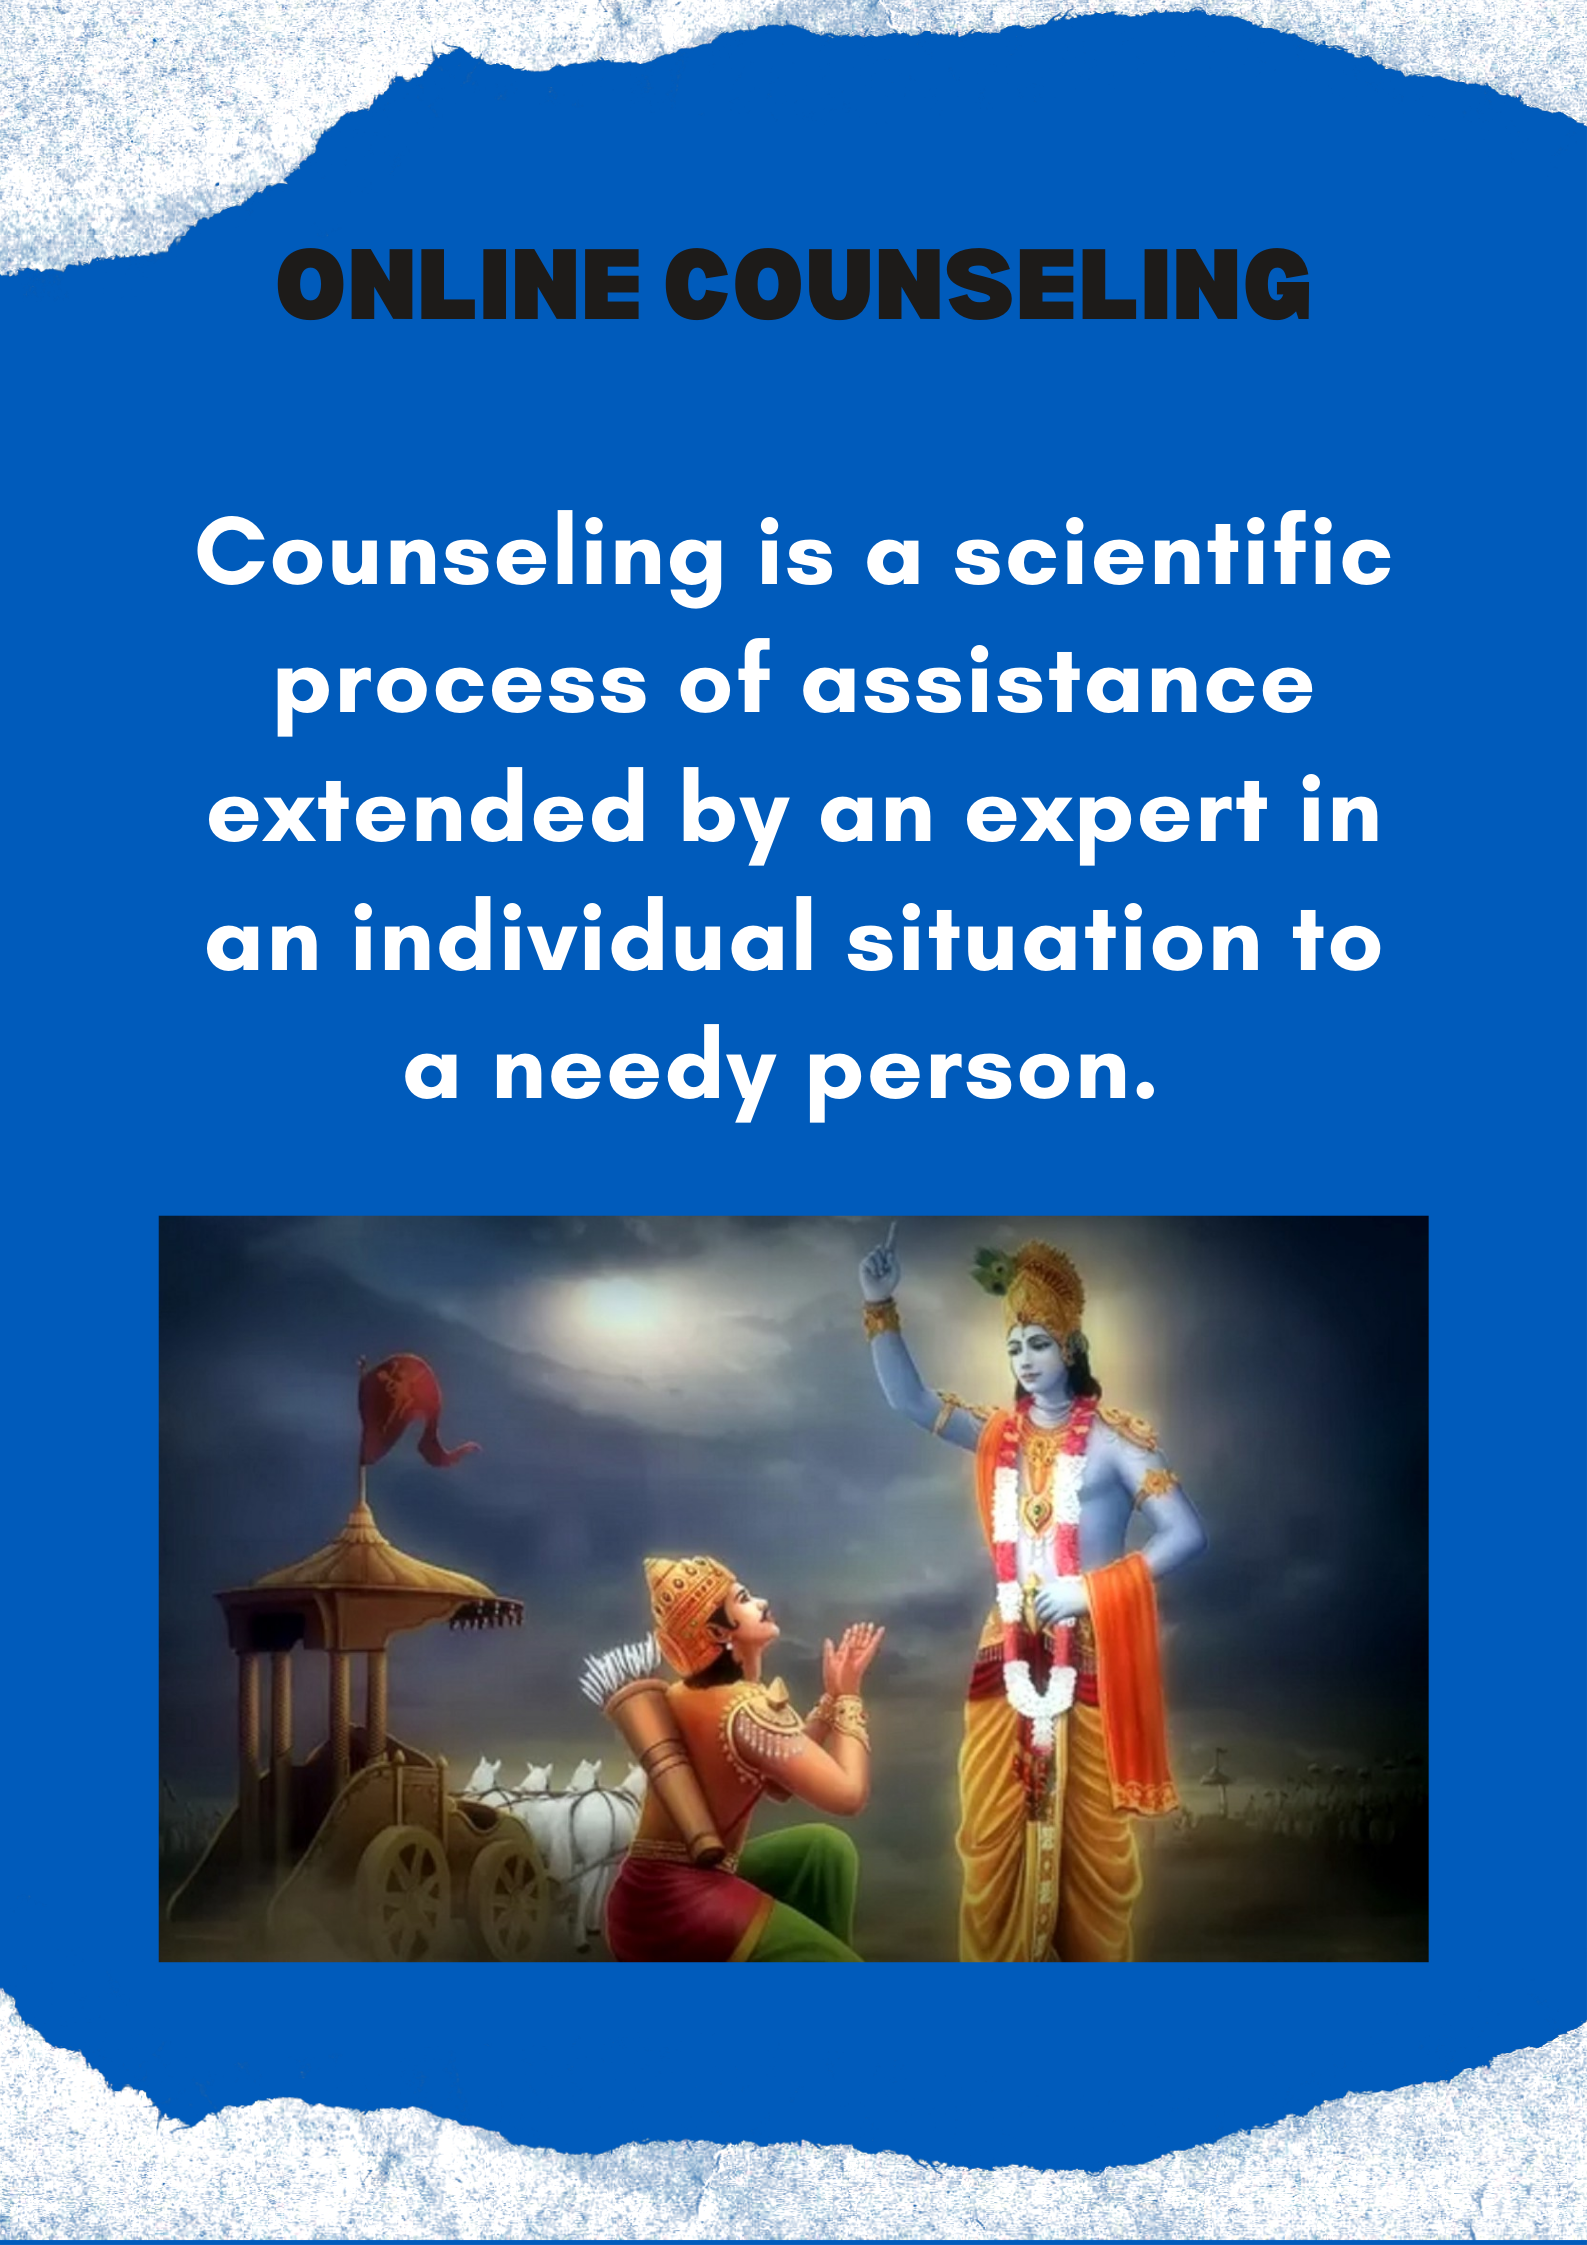 ONLINE COUNSELING
Counseling is a scientific
process of assistance
extended by an expert in
an individual situation to
a needy person.